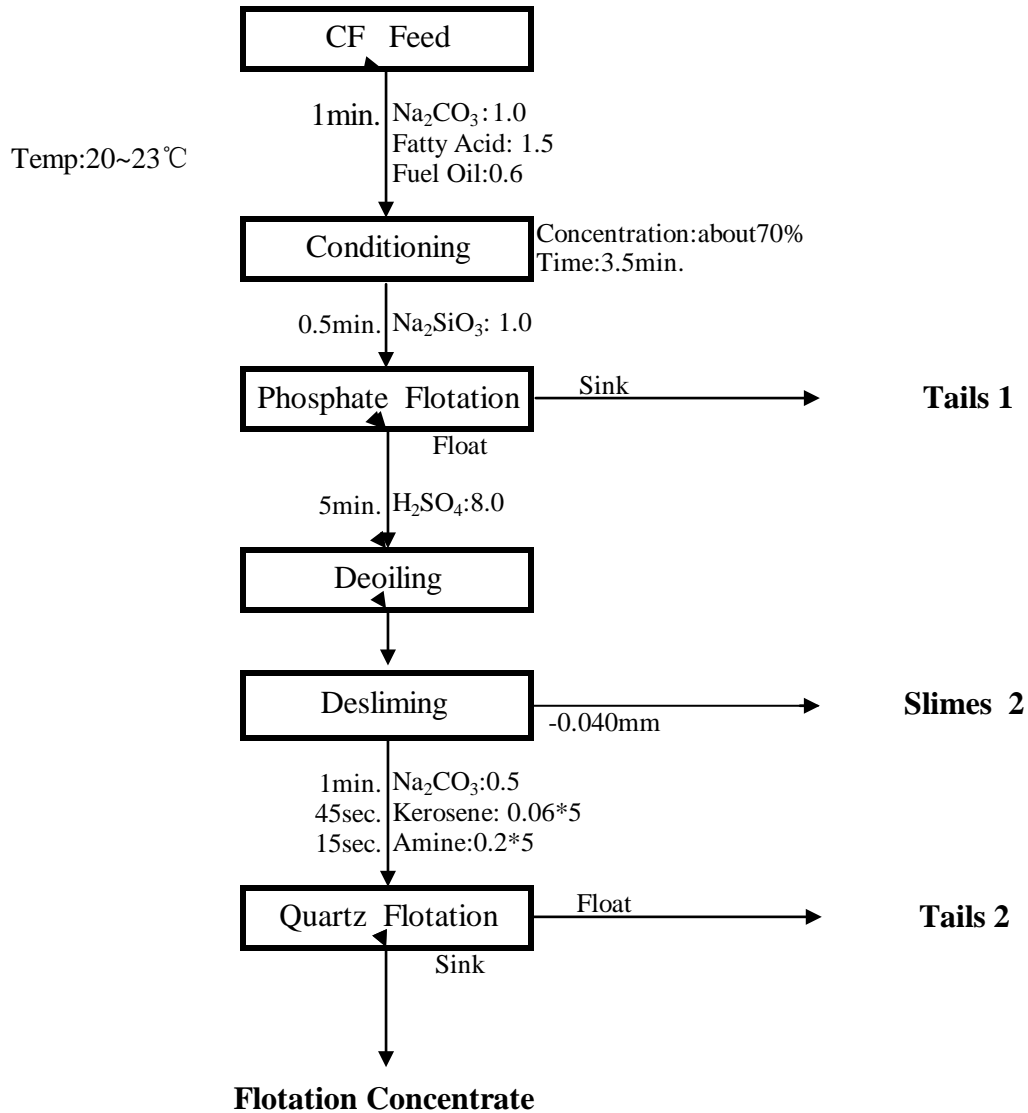 CF Feed
1min. Na₂CO₃:1.0
Fatty Acid: 1.5
Temp:20~23℃
Fuel Oil:0.6
Conditioning
Concentration:about70%
Time:3.5min.
0.5min. Na₂SiO₃: 1.0
Phosphate Flotation
Sink
Tails 1
Float
5min. H₂SO₄:8.0
Deoiling
Desliming
-0.040mm
Slimes 2
1min. Na₂CO₃:0.5
45sec. Kerosene: 0.06*5
15sec. Amine:0.2*5
Quartz Flotation
Float
Tails 2
Sink
Flotation Concentrate